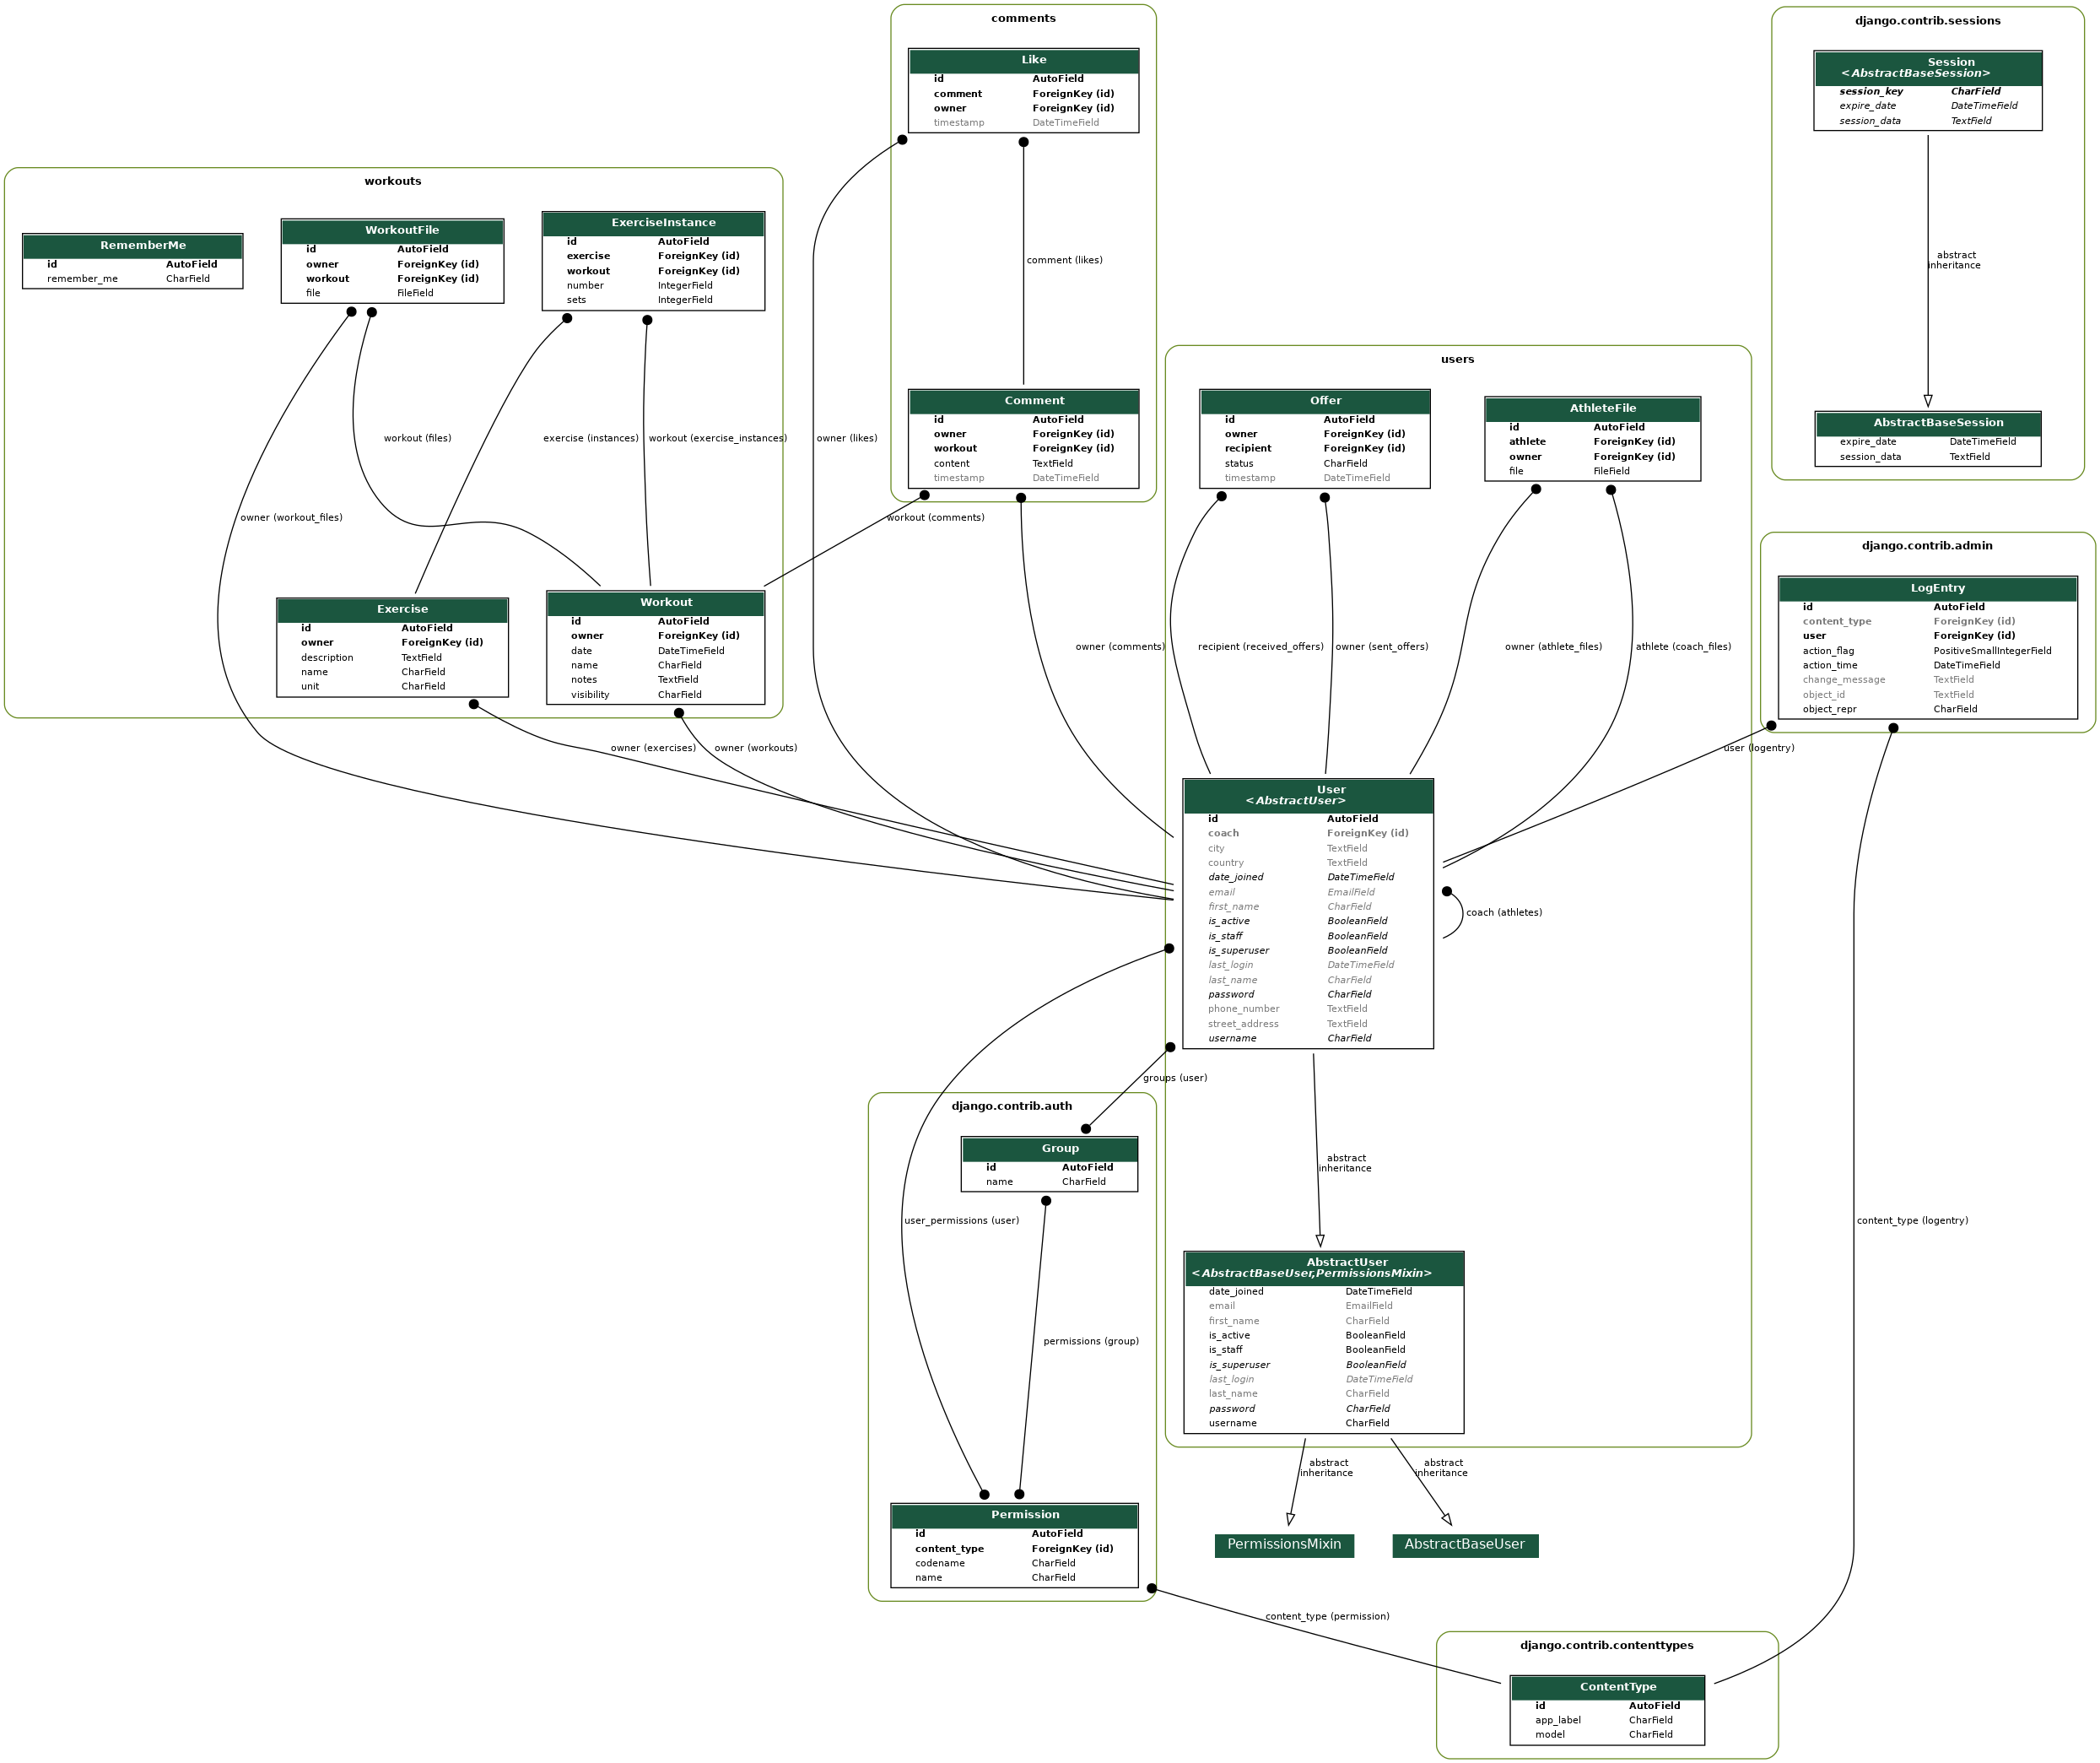 comments
Like
id AutoField
comment ForeignKey (id)
owner ForeignKey (id)
timestamp DateTimeField
django.contrib.sessions
Session
<AbstractBaseSession>
session_key CharField
expire_date DateTimeField
session_data TextField
workouts
RememberMe
id AutoField
remember_me CharField
WorkoutFile
id AutoField
owner ForeignKey (id)
workout ForeignKey (id)
file FileField
ExerciseInstance
id AutoField
exercise ForeignKey (id)
workout ForeignKey (id)
number IntegerField
sets IntegerField
comment (likes)
abstract
inheritance
users
Comment
id AutoField
owner ForeignKey (id)
workout ForeignKey (id)
content TextField
timestamp DateTimeField
Offer
id AutoField
owner ForeignKey (id)
recipient ForeignKey (id)
status CharField
timestamp DateTimeField
AthleteFile
id AutoField
athlete ForeignKey (id)
owner ForeignKey (id)
file FileField
AbstractBaseSession
expire_date DateTimeField
session_data TextField
workout (files)
exercise (instances)
workout (exercise_instances)
owner (likes)
owner (workout_files)
workout (comments)
django.contrib.admin
LogEntry
id AutoField
content_type ForeignKey (id)
user ForeignKey (id)
action_flag PositiveSmallIntegerField
action_time DateTimeField
change_message TextField
object_id TextField
object_repr CharField
Exercise
id AutoField
owner ForeignKey (id)
description TextField
name CharField
unit CharField
Workout
id AutoField
owner ForeignKey (id)
date DateTimeField
name CharField
notes TextField
visibility CharField
owner (comments)
recipient (received_offers)
owner (sent_offers)
owner (athlete_files)
athlete (coach_files)
owner (exercises)
owner (workouts)
user (logentry)
User
<AbstractUser>
id AutoField
coach ForeignKey (id)
city TextField
country TextField
date_joined DateTimeField
email EmailField
first_name CharField
is_active BooleanField
is_staff BooleanField
is_superuser BooleanField
last_login DateTimeField
last_name CharField
password CharField
phone_number TextField
street_address TextField
username CharField
coach (athletes)
groups (user)
django.contrib.auth
Group
id AutoField
name CharField
abstract
inheritance
user_permissions (user)
content_type (logentry)
AbstractUser
<AbstractBaseUser,PermissionsMixin>
date_joined DateTimeField
email EmailField
first_name CharField
is_active BooleanField
is_staff BooleanField
is_superuser BooleanField
last_login DateTimeField
last_name CharField
password CharField
username CharField
permissions (group)
abstract
inheritance
abstract
inheritance
Permission
id AutoField
content_type ForeignKey (id)
codename CharField
name CharField
PermissionsMixin
AbstractBaseUser
content_type (permission)
django.contrib.contenttypes
ContentType
id AutoField
app_label CharField
model CharField